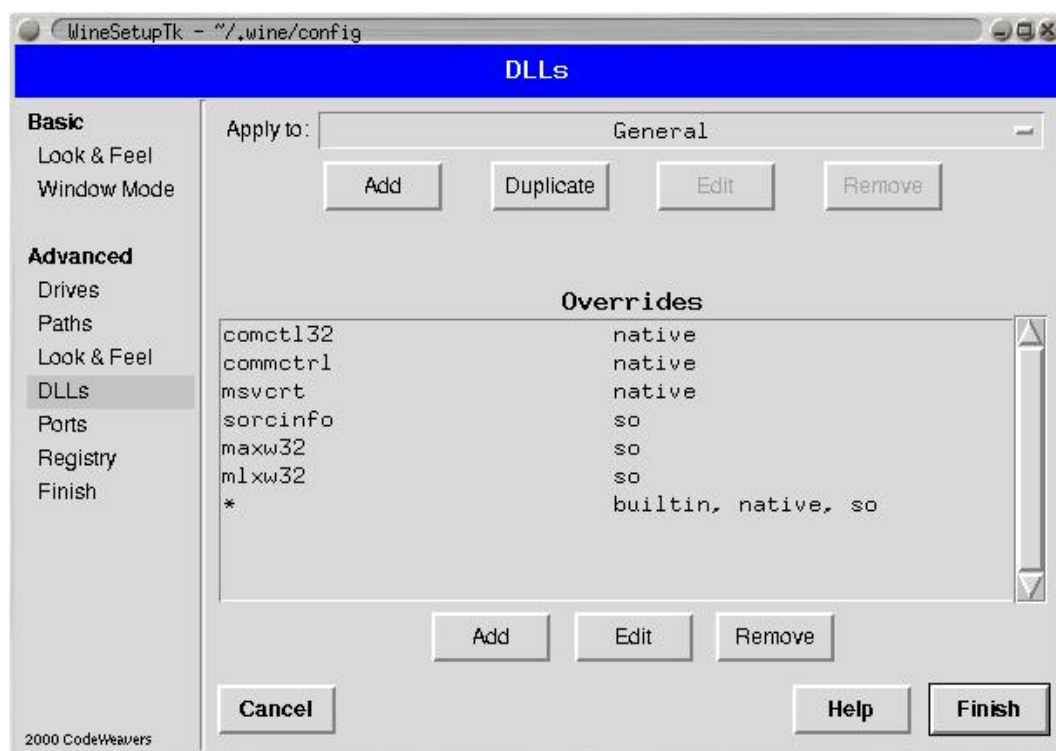 WineSetupTk - ~/.wine/config
DLLs
Basic
Look & Feel
Window Mode
Advanced
Drives
Paths
Look & Feel
DLLs
Ports
Registry
Finish
2000 CodeWeavers
Apply to: General
Add Duplicate Edit Remove
Overrides
comctl32 native
commctrl native
msvcrt native
sorcinfo so
maxw32 so
mlxw32 so
* builtin, native, so
Add Edit Remove
Cancel Help Finish